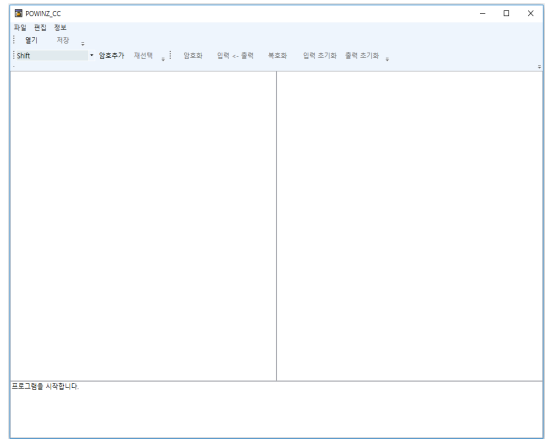 POWINZ_CC
파일 편집 정보
열기 저장
Shift 암호추가 재선택 암호화 입력 <- 출력 복호화 입력 초기화 출력 초기화
프로그램을 시작합니다.